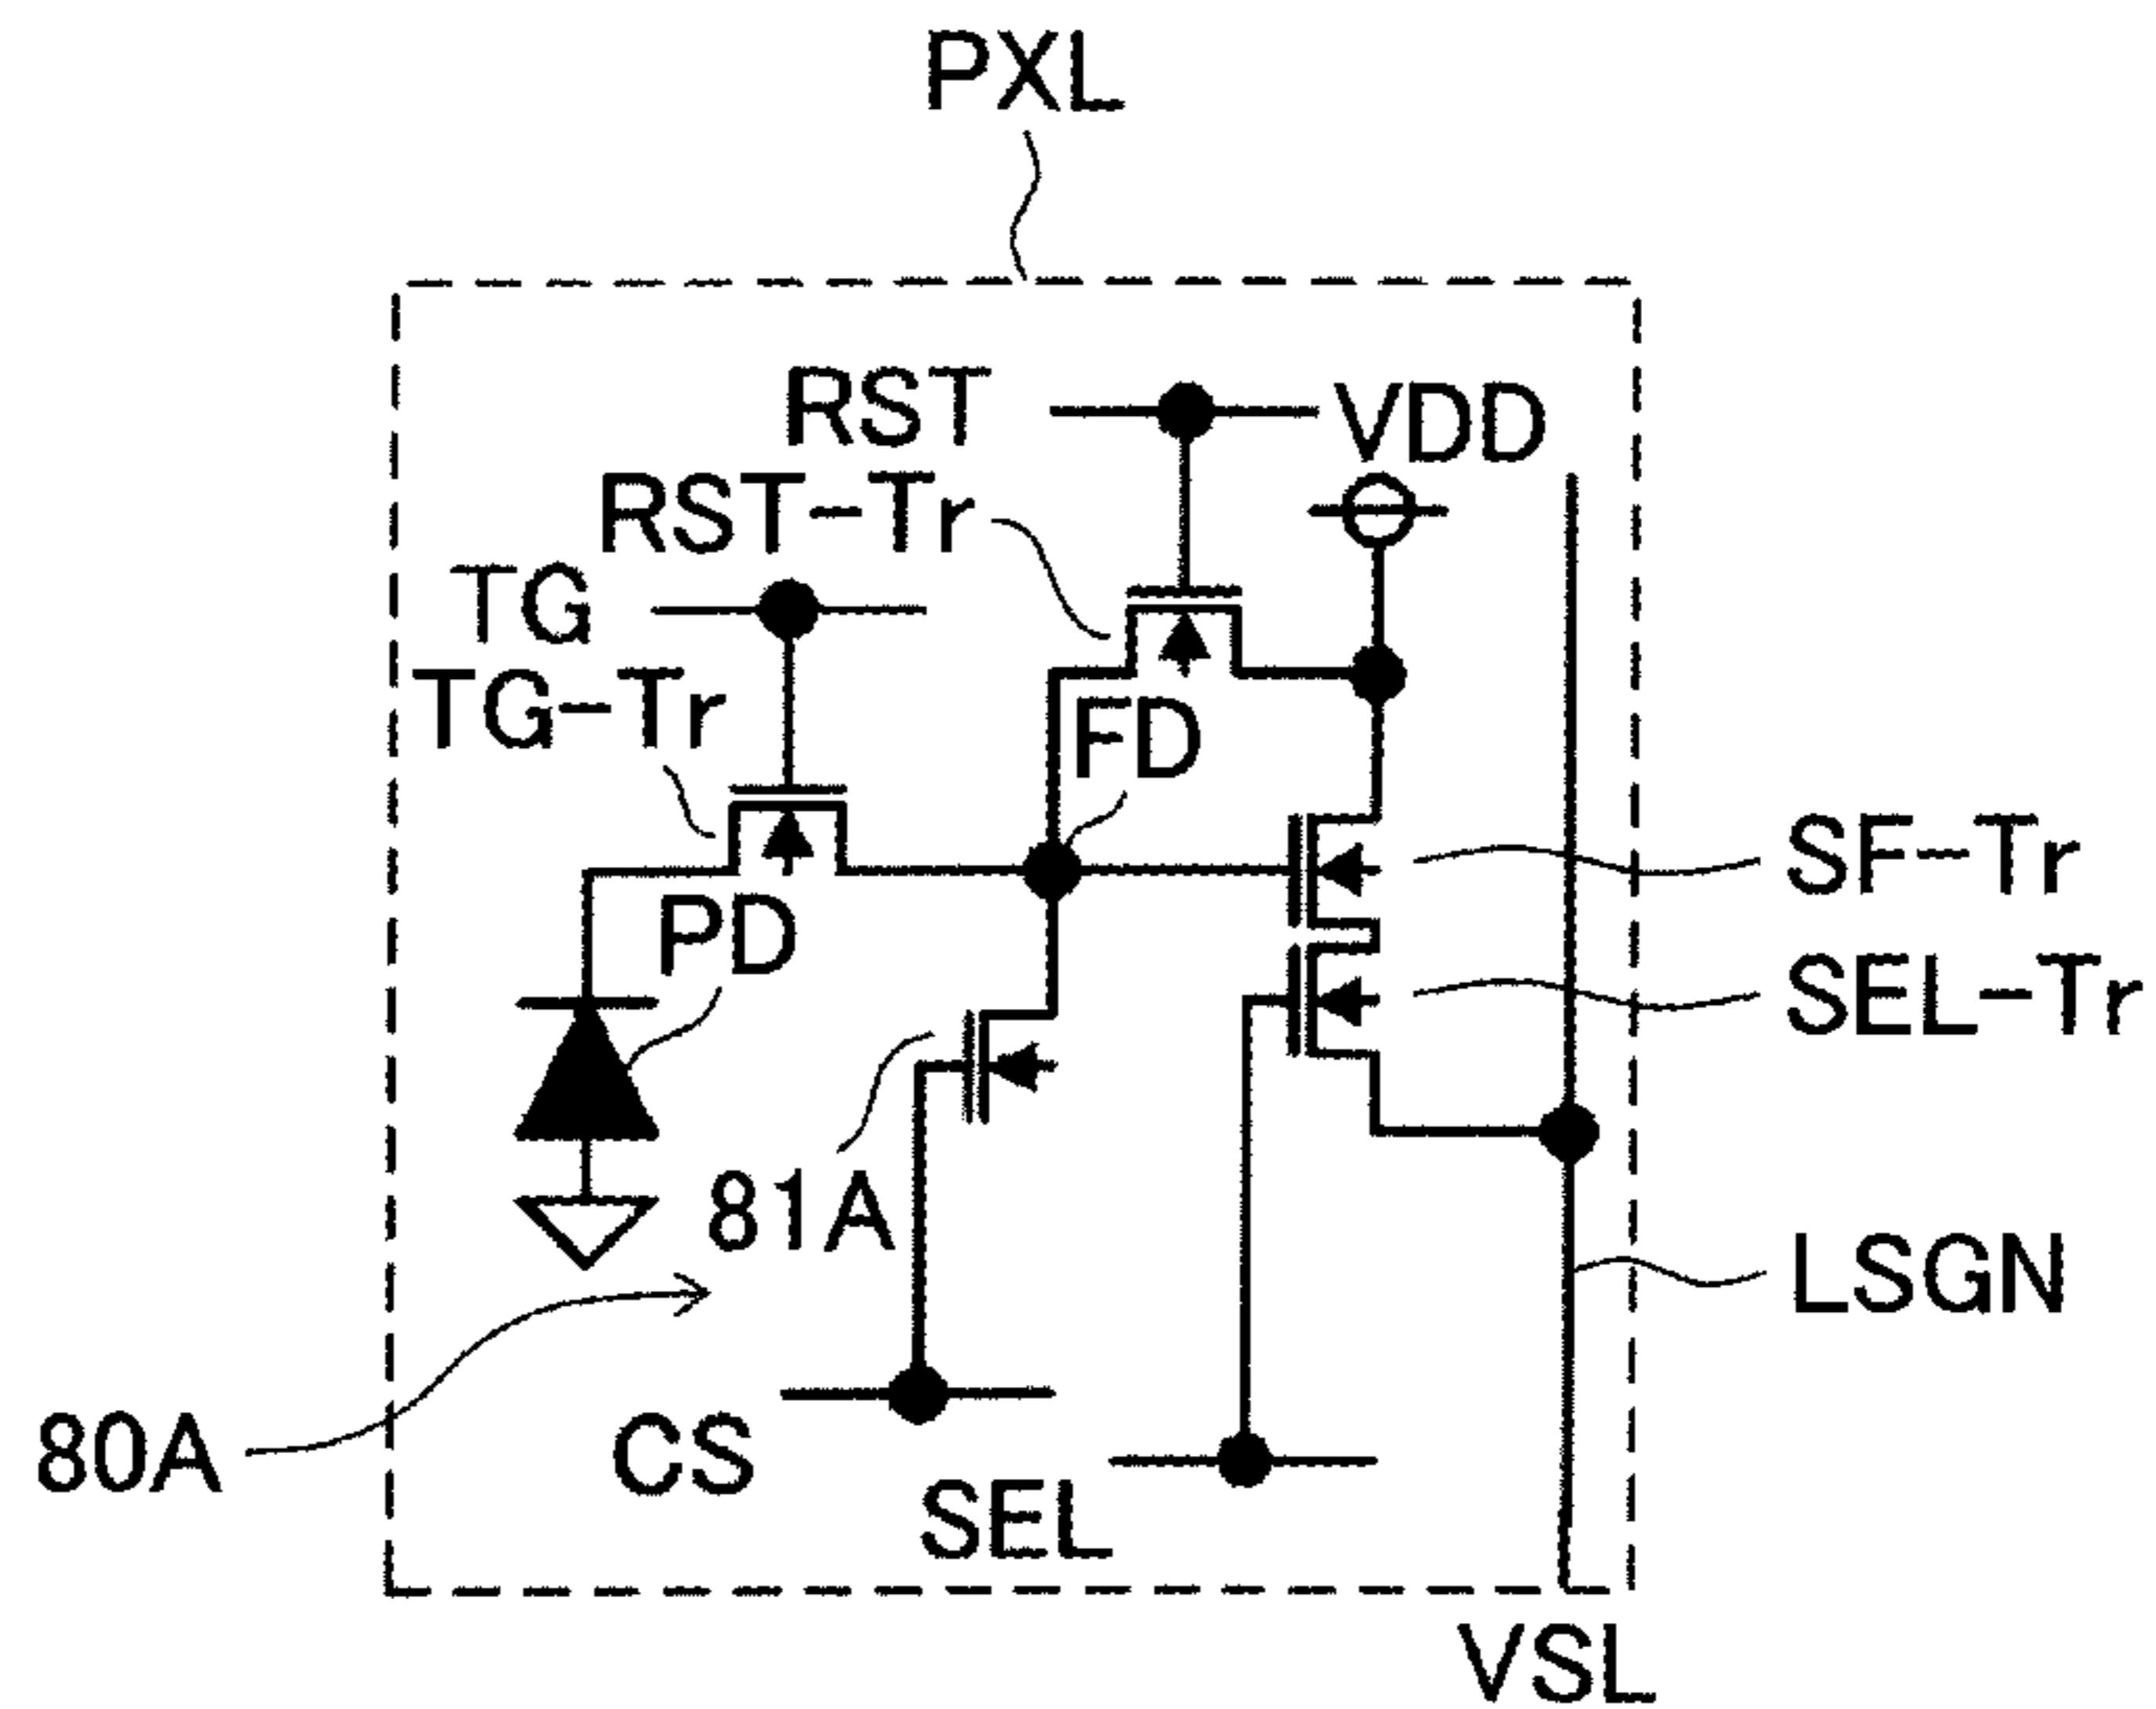 PXL
RST
VDD
RST-Tr
TG
TG-Tr
FD
SF-Tr
PD
SEL-Tr
81A
LSGN
80A
CS
SEL
VSL